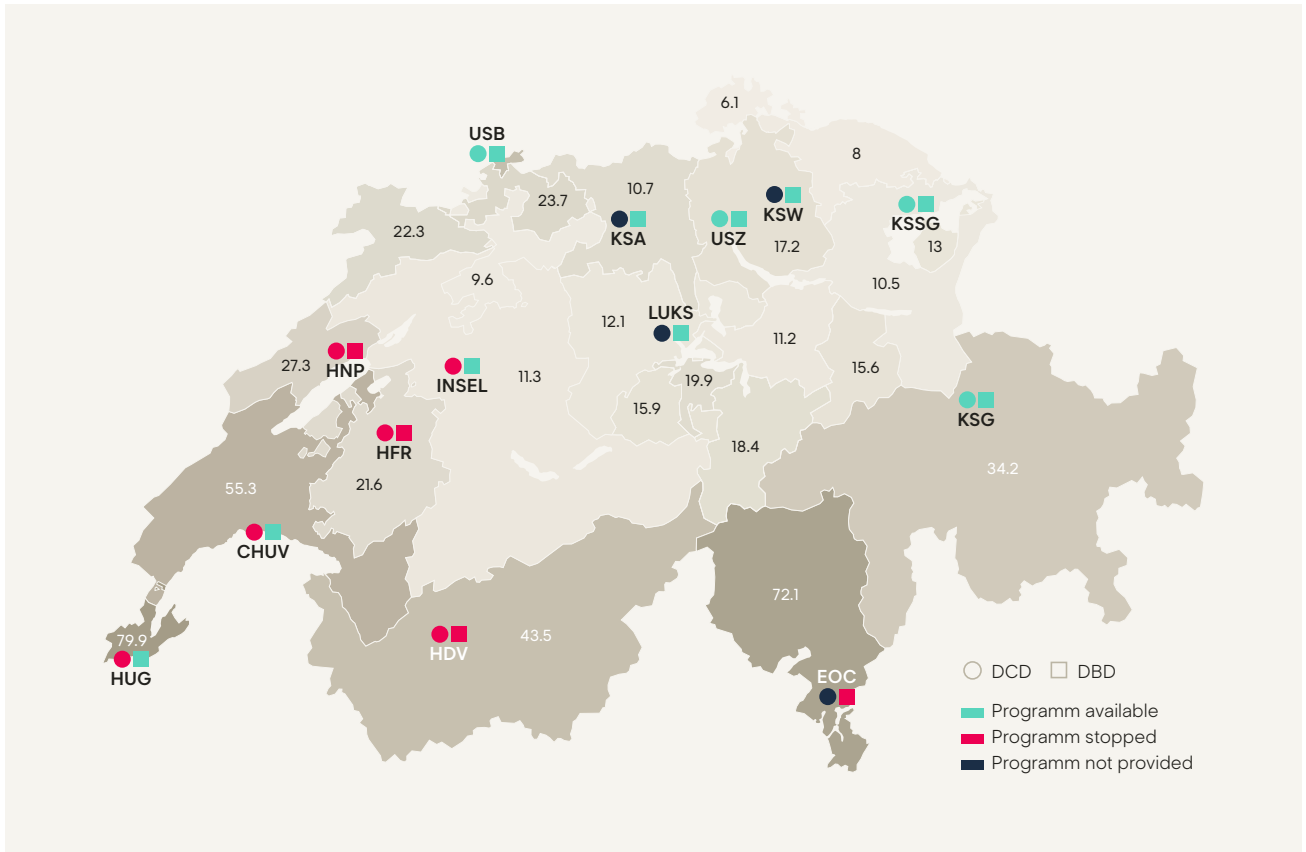 6.1
USB
8
10.7
23.7
KSW
KSA
USZ
KSSG
22.3
17.2
13
9.6
10.5
LUKS
12.1
11.2
27.3
HNP
INSEL
11.3
15.6
19.9
15.9
KSG
HFR
18.4
34.2
21.6
55.3
CHUV
72.1
79.9
43.5
HDV
HUG
EOC
DCD DBD
Programm available
Programm stopped
Programm not provided